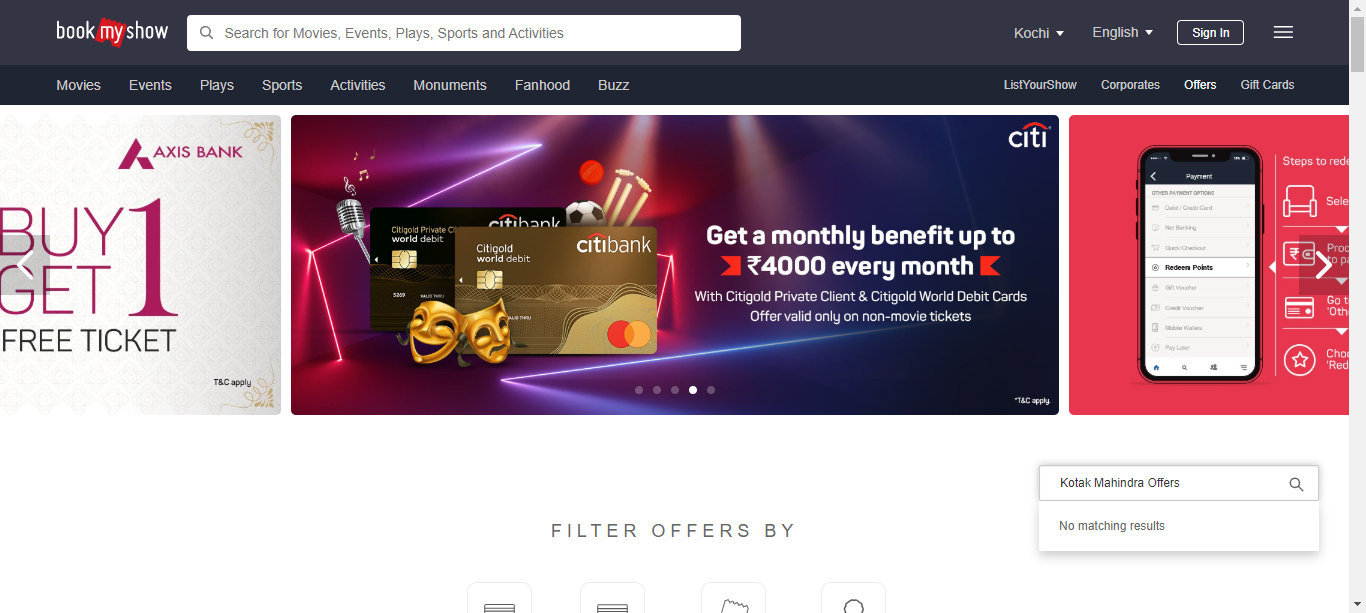 book my show
Search for Movies, Events, Plays, Sports and Activities
Kochi
English
Sign In
Movies
Events
Plays
Sports
Activities
Monuments
Fanhood
Buzz
ListYourShow
Corporates
Offers
Gift Cards
AXIS BANK
BUY 1
GET
FREE TICKET
T&C apply
citi
citibank
Citigold Private Cl
world debit
5269
VALID THRU
citibank
Citigold
world debit
VALID THRU
Get a monthly benefit up to
₹4000 every month
With Citigold Private Client & Citigold World Debit Cards
Offer valid only on non-movie tickets
*T&C apply.
Payment
OTHER PAYMENT OPTIONS
Debit / Credit Card
Net Banking
Quick Checkout
Redeem Points
Gift Voucher
Credit Voucher
Mobile Wallets
Pay Later
Steps to rede
Sele
Proc
to pa
Go t
'Oth
Choo
'Red
Kotak Mahindra Offers
No matching results
FILTER OFFERS BY